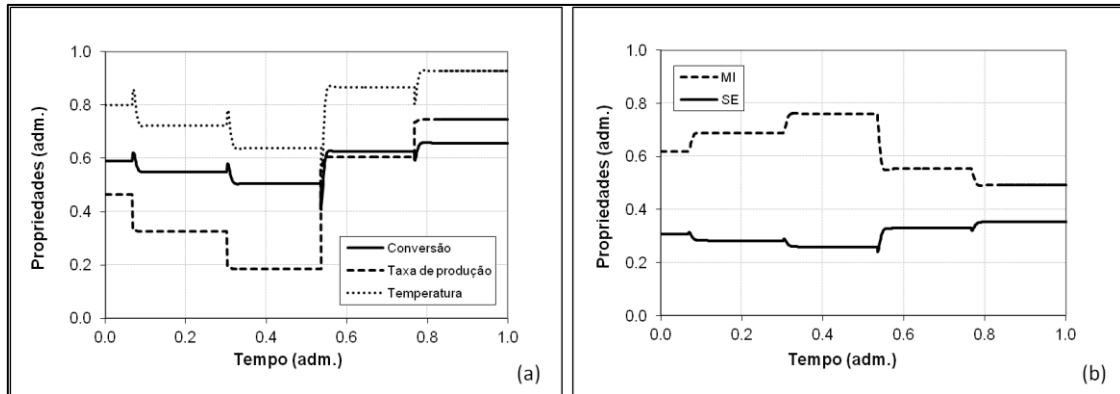 Propriedades (adm.)
1.0
0.8
0.6
0.4
0.2
0.0
Conversão
Taxa de produção
Temperatura
0.0 0.2 0.4 0.6 0.8 1.0
Tempo (adm.)
(a)
Propriedades (adm.)
1.0
0.8
0.6
0.4
0.2
0.0
MI
SE
0.0 0.2 0.4 0.6 0.8 1.0
Tempo (adm.)
(b)